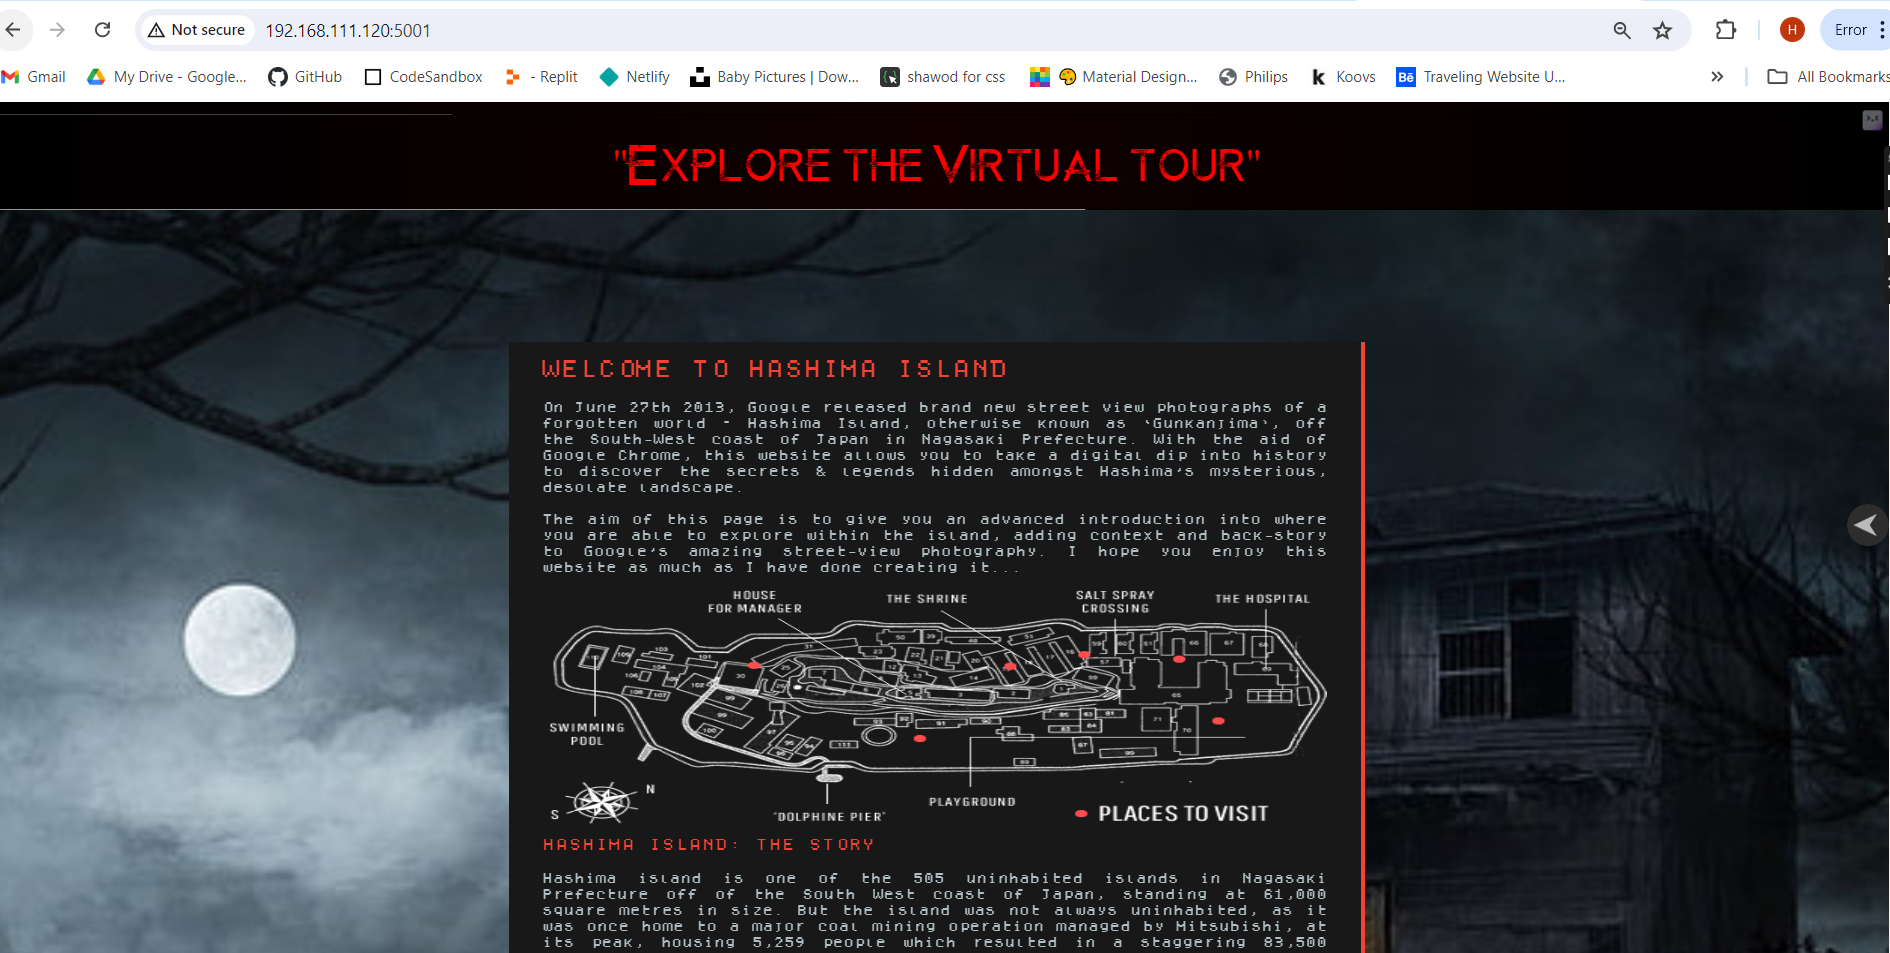 Not secure
192.168.111.120:5001
H
Error
Gmail
My Drive - Google...
GitHub
CodeSandbox
- Replit
Netlify
Baby Pictures | Dow...
shawod for css
Material Design...
Philips
Koovs
Bē
Traveling Website U...
»
All Bookmarks
"Explore the Virtual tour"
WELCOME TO HASHIMA ISLAND
On June 27th 2013, Google released brand new street view photographs of a
forgotten world - Hashima Island, otherwise known as 'Gunkanjima', off
the South-West coast of Japan in Nagasaki Prefecture. With the aid of
Google Chrome, this website allows you to take a digital dip into history
to discover the secrets & legends hidden amongst Hashima's mysterious,
desolate landscape.
The aim of this page is to give you an advanced introduction into where
you are able to explore within the island, adding context and back-story
to Google's amazing street-view photography. I hope you enjoy this
website as much as I have done creating it...
HOUSE
FOR MANAGER
THE SHRINE
SALT SPRAY
CROSSING
THE HOSPITAL
SWIMMING
POOL
N
S
"DOLPHINE PIER"
PLAYGROUND
PLACES TO VISIT
HASHIMA ISLAND: THE STORY
Hashima island is one of the 505 uninhabited islands in Nagasaki
Prefecture off of the South West coast of Japan, standing at 61,000
square metres in size. But the island was not always uninhabited, as it
was once home to a major coal mining operation managed by Mitsubishi, at
its peak, housing 5,259 people which resulted in a staggering 83,500